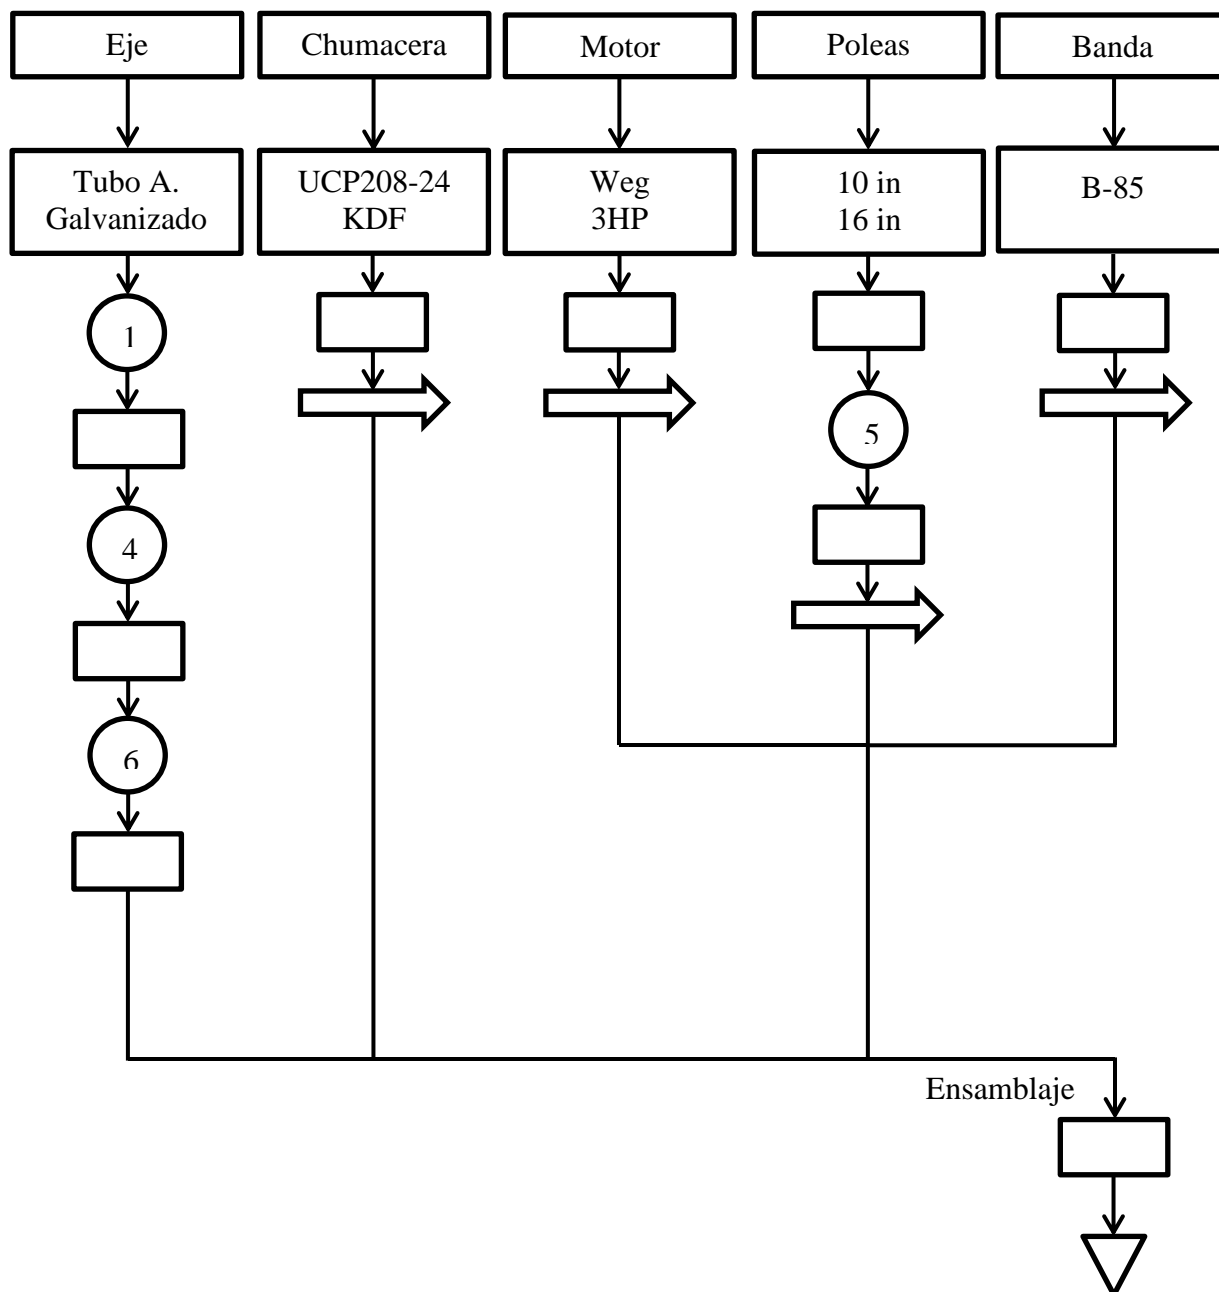 Eje
Chumacera
Motor
Poleas
Banda
Tubo A.
Galvanizado
UCP208-24
KDF
Weg
3HP
10 in
16 in
B-85
1
5
4
6
Ensamblaje